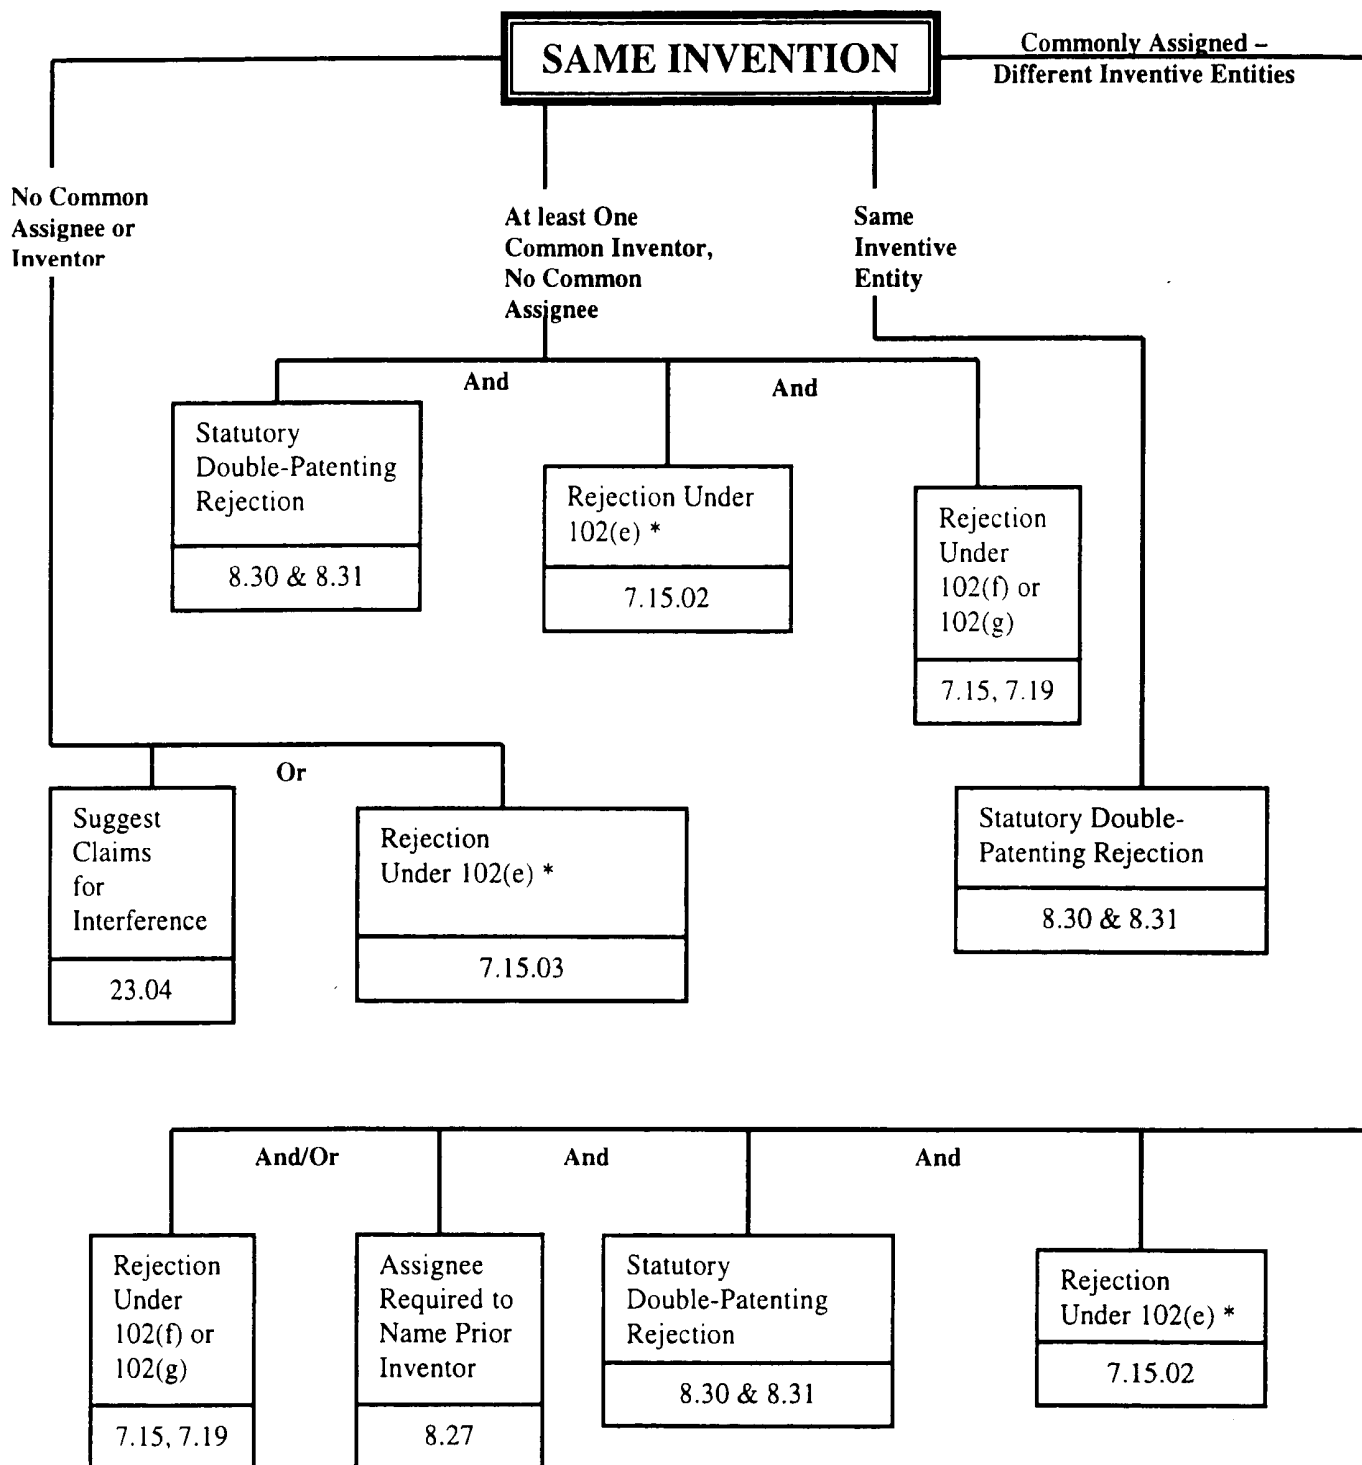 SAME INVENTION
Commonly Assigned –
Different Inventive Entities
No Common
Assignee or
Inventor
At least One
Common Inventor,
No Common
Assignee
Same
Inventive
Entity
And
And
Statutory
Double-Patenting
Rejection
8.30 & 8.31
Rejection Under
102(e) *
7.15.02
Rejection
Under
102(f) or
102(g)
7.15, 7.19
Or
Suggest
Claims
for
Interference
23.04
Rejection
Under 102(e) *
7.15.03
Statutory Double-
Patenting Rejection
8.30 & 8.31
And/Or
And
And
Rejection
Under
102(f) or
102(g)
7.15, 7.19
Assignee
Required to
Name Prior
Inventor
8.27
Statutory
Double-Patenting
Rejection
8.30 & 8.31
Rejection
Under 102(e) *
7.15.02